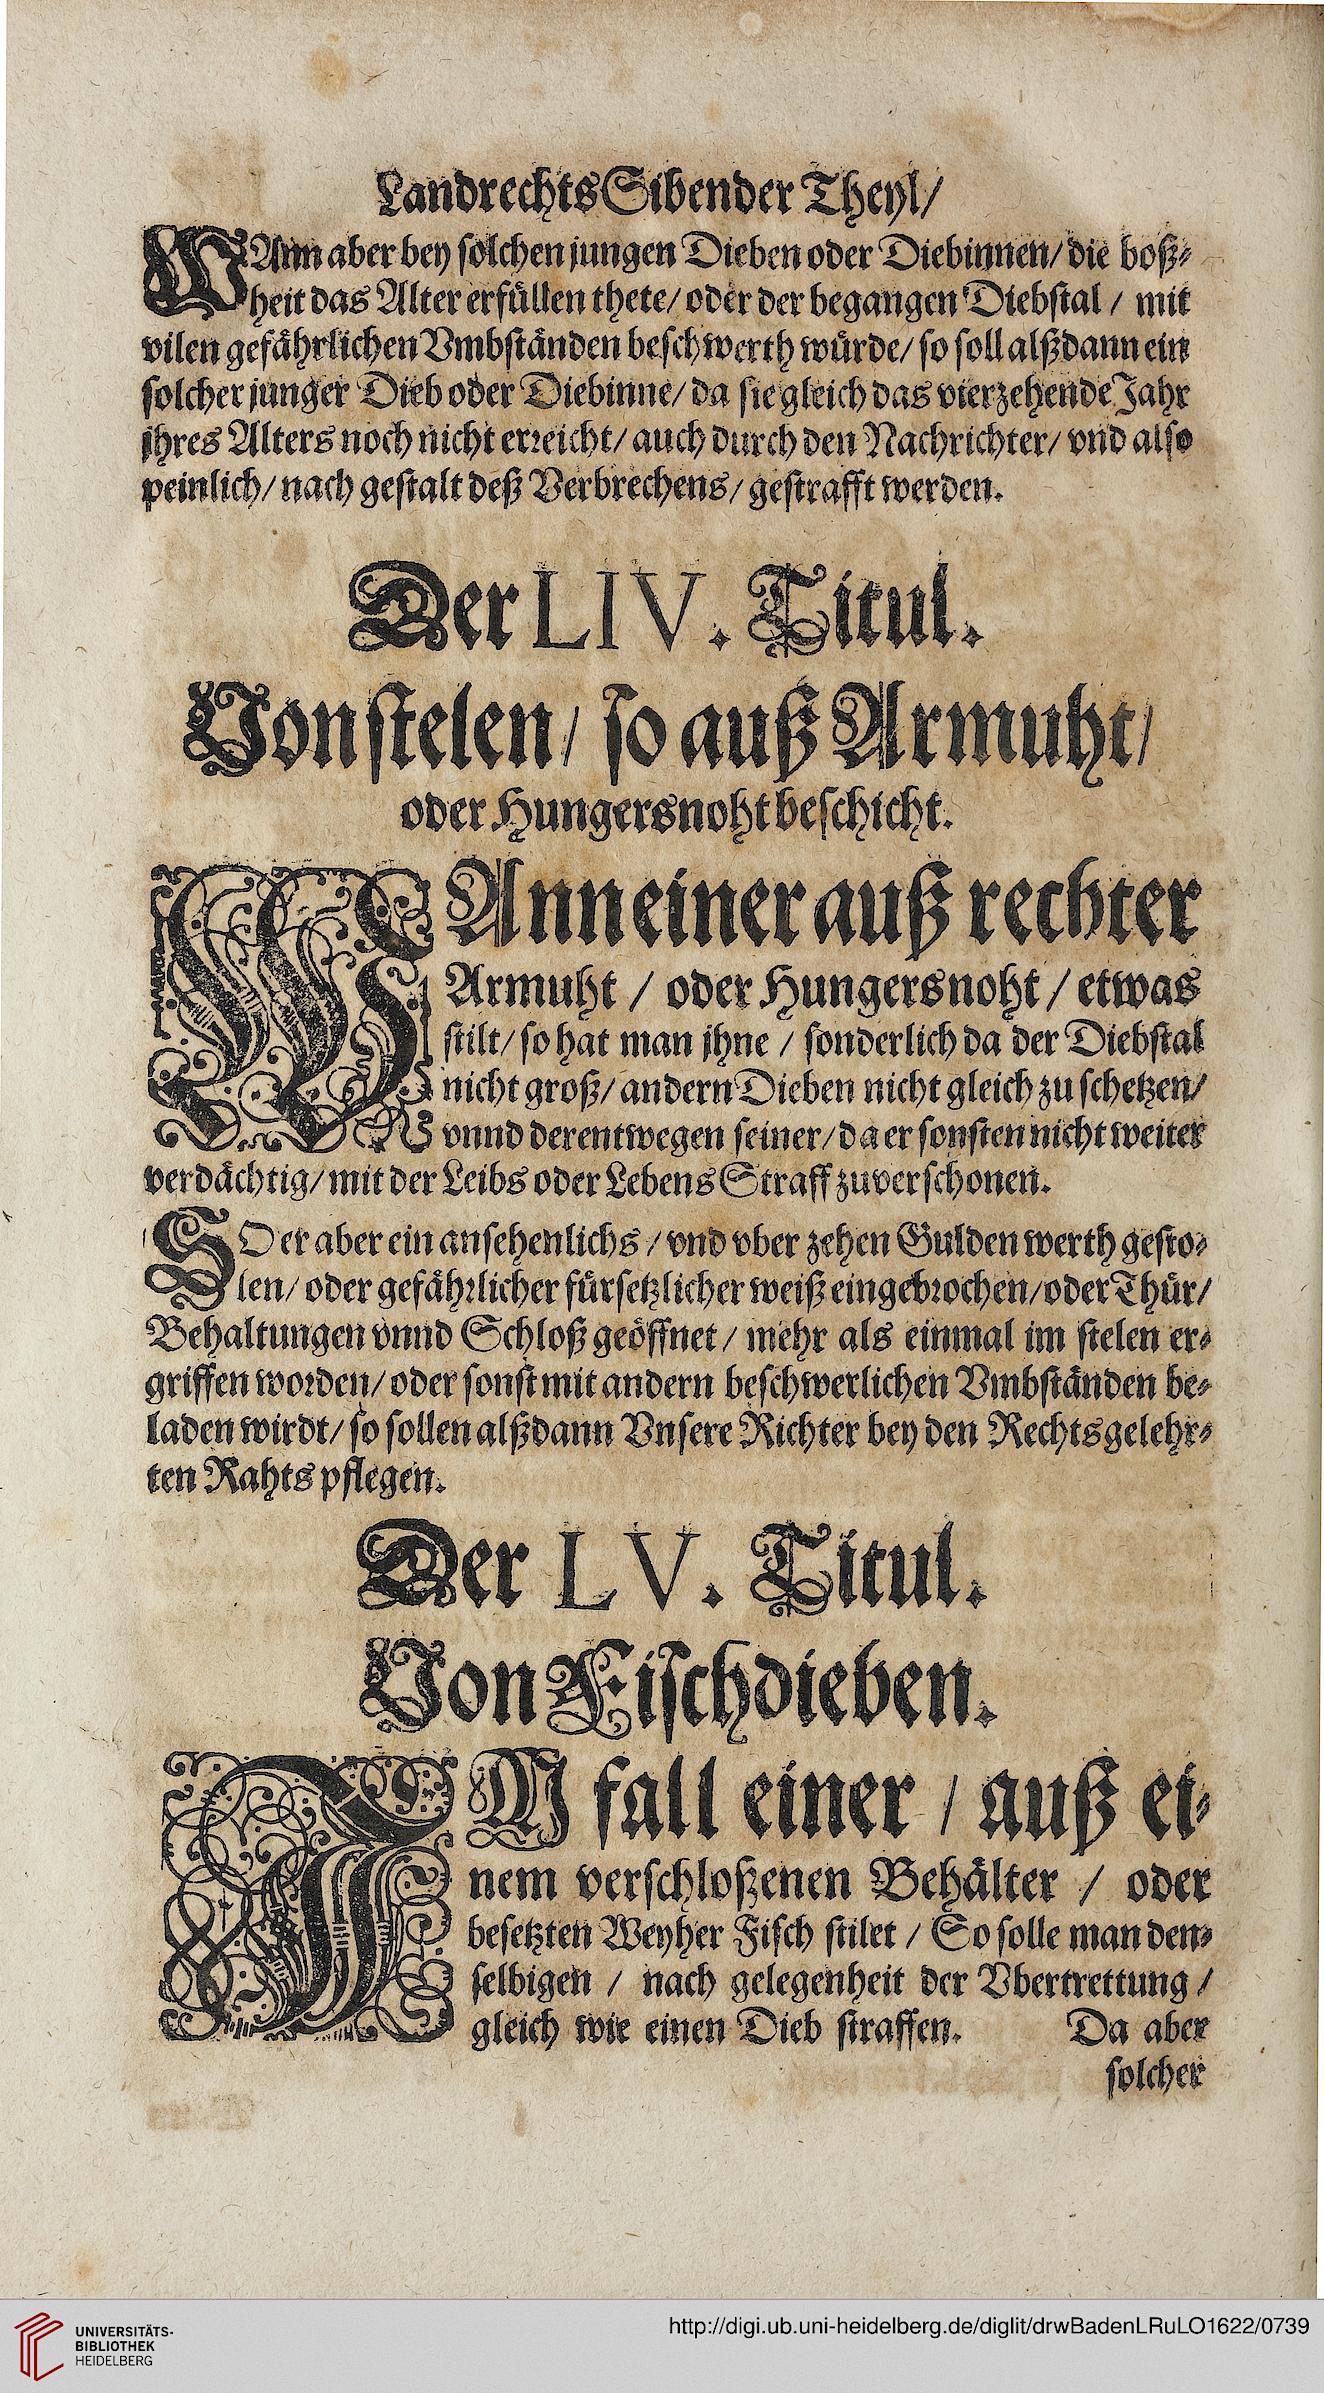 Landrechts Sibender Theyl/
WAnn aber bey solchen jungen Dieben oder Diebinnen/ die boß-
heit das Alter erfüllen thete/ oder der begangen Diebstal / mit
vilen gefährlichen Vmbständen beschwerth würde/ so soll alßdann ein
solcher junger Dieb oder Diebinne/ da sie gleich das vierzehende Jahr
jhres Alters noch nicht erreicht/ auch durch den Nachrichter/ vnd also
peinlich/ nach gestalt deß Verbrechens/ gestrafft werden.
Der LIV. Titul.
Von stelen/ so auß Armuht/
oder Hungersnoht beschicht.
WAnn einer auß rechter
Armuht / oder Hungersnoht / etwas
stilt/ so hat man jhne / sonderlich da der Diebstal
nicht groß/ andern Dieben nicht gleich zu schetzen/
vnnd derentwegen seiner/ da er sonsten nicht weiter
verdächtig/ mit der Leibs oder Lebens Straff zuverschonen.
SO er aber ein ansehenlichs / vnd vber zehen Gulden werth gesto-
len/ oder gefährlicher fürsetzlicher weiß eingebrochen/ oder Thür/
Behaltungen vnnd Schloß geöffnet / mehr als einmal im stelen er-
griffen worden/ oder sonst mit andern beschwerlichen Vmbständen be-
laden wirdt/ so sollen alßdann Vnsere Richter bey den Rechtsgelehr-
ten Rahts pflegen.
Der LV. Titul.
Von Fischdieben.
IM fall einer / auß ei-
nem verschloßenen Behälter / oder
besetzten Weyher Fisch stilet / So solle man den-
selbigen / nach gelegenheit der Vbertrettung /
gleich wie einen Dieb straffen. Da aber
solcher
UNIVERSITÄTS-
BIBLIOTHEK
HEIDELBERG
http://digi.ub.uni-heidelberg.de/diglit/drwBadenLRuLO1622/0739